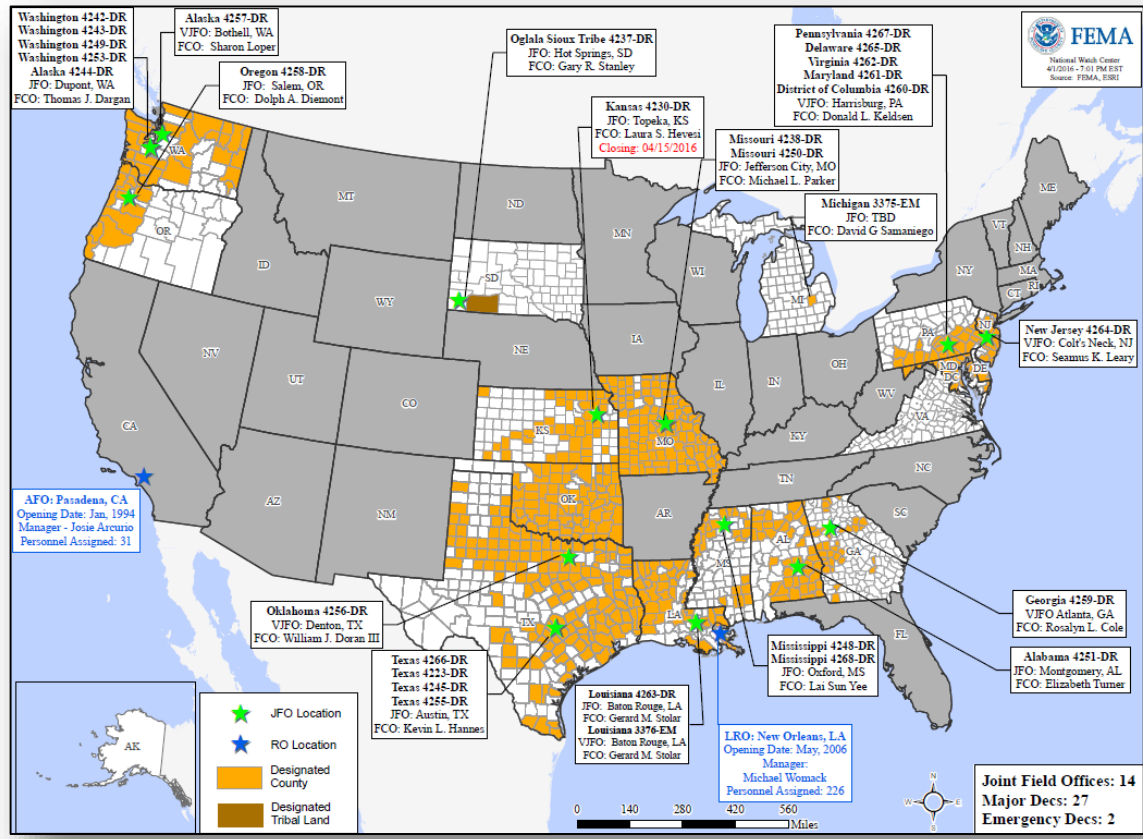 Washington 4242-DR
Washington 4243-DR
Washington 4249-DR
Washington 4253-DR
Alaska 4244-DR
JFO: Dupont, WA
FCO: Thomas J. Dargan
Alaska 4257-DR
VJFO: Bothell, WA
FCO: Sharon Loper
Oregon 4258-DR
JFO: Salem, OR
FCO: Dolph A. Diemont
Oglala Sioux Tribe 4237-DR
JFO: Hot Springs, SD
FCO: Gary R. Stanley
Kansas 4230-DR
JFO: Topeka, KS
FCO: Laura S. Hevesi
Closing: 04/15/2016
Missouri 4238-DR
Missouri 4250-DR
JFO: Jefferson City, MO
FCO: Michael L. Parker
Pennsylvania 4267-DR
Delaware 4265-DR
Virginia 4262-DR
Maryland 4261-DR
District of Columbia 4260-DR
VJFO: Harrisburg, PA
FCO: Donald L. Keldsen
Michigan 3375-EM
JFO: TBD
FCO: David G Samaniego
FEMA
National Watch Center
4/1/2016 - 7:01 PM EST
Source: FEMA, ESRI
New Jersey 4264-DR
VJFO: Colt's Neck, NJ
FCO: Seamus K. Leary
WA
OR
MT
ID
WY
ND
SD
NE
MN
WI
IA
MI
NV
UT
CO
CA
AZ
NM
KS
OK
TX
MO
AR
LA
IL
IN
OH
KY
TN
MS
AL
GA
FL
SC
NC
VA
WV
PA
NY
NJ
MD
DE
DC
CT
RI
MA
NH
VT
ME
AFO: Pasadena, CA
Opening Date: Jan, 1994
Manager - Josie Arcurio
Personnel Assigned: 31
Oklahoma 4256-DR
VJFO: Denton, TX
FCO: William J. Doran III
Texas 4266-DR
Texas 4223-DR
Texas 4245-DR
Texas 4255-DR
JFO: Austin, TX
FCO: Kevin L. Hannes
Louisiana 4263-DR
JFO: Baton Rouge, LA
FCO: Gerard M. Stolar
Louisiana 3376-EM
VJFO: Baton Rouge, LA
FCO: Gerard M. Stolar
Mississippi 4248-DR
Mississippi 4268-DR
JFO: Oxford, MS
FCO: Lai Sun Yee
LRO: New Orleans, LA
Opening Date: May, 2006
Manager:
Michael Womack
Personnel Assigned: 226
Georgia 4259-DR
VJFO Atlanta, GA
FCO: Rosalyn L. Cole
Alabama 4251-DR
JFO: Montgomery, AL
FCO: Elizabeth Turner
AK
JFO Location
RO Location
Designated
County
Designated
Tribal Land
0 140 280 420 560
Miles
N
W E
S
Joint Field Offices: 14
Major Decs: 27
Emergency Decs: 2